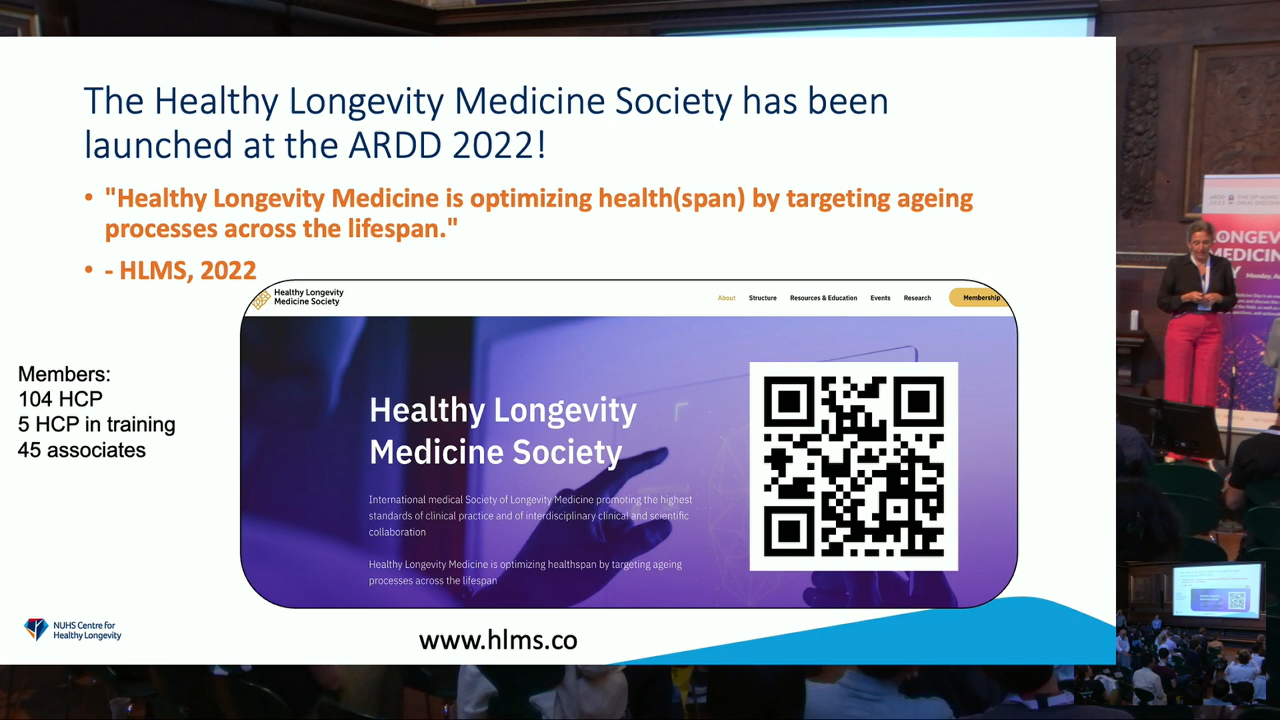 The Healthy Longevity Medicine Society has been
launched at the ARDD 2022!
• "Healthy Longevity Medicine is optimizing health(span) by targeting ageing
processes across the lifespan."
• - HLMS, 2022
Healthy Longevity
Medicine Society
About Structure Resources & Education Events Research Membership
Members:
104 HCP
5 HCP in training
45 associates
Healthy Longevity
Medicine Society
International medical Society of Longevity Medicine promoting the highest
standards of clinical practice and of interdisciplinary clinical and scientific
collaboration
Healthy Longevity Medicine is optimizing healthspan by targeting ageing
processes across the lifespan
NUHS Centre for
Healthy Longevity
www.hlms.co
ARDD